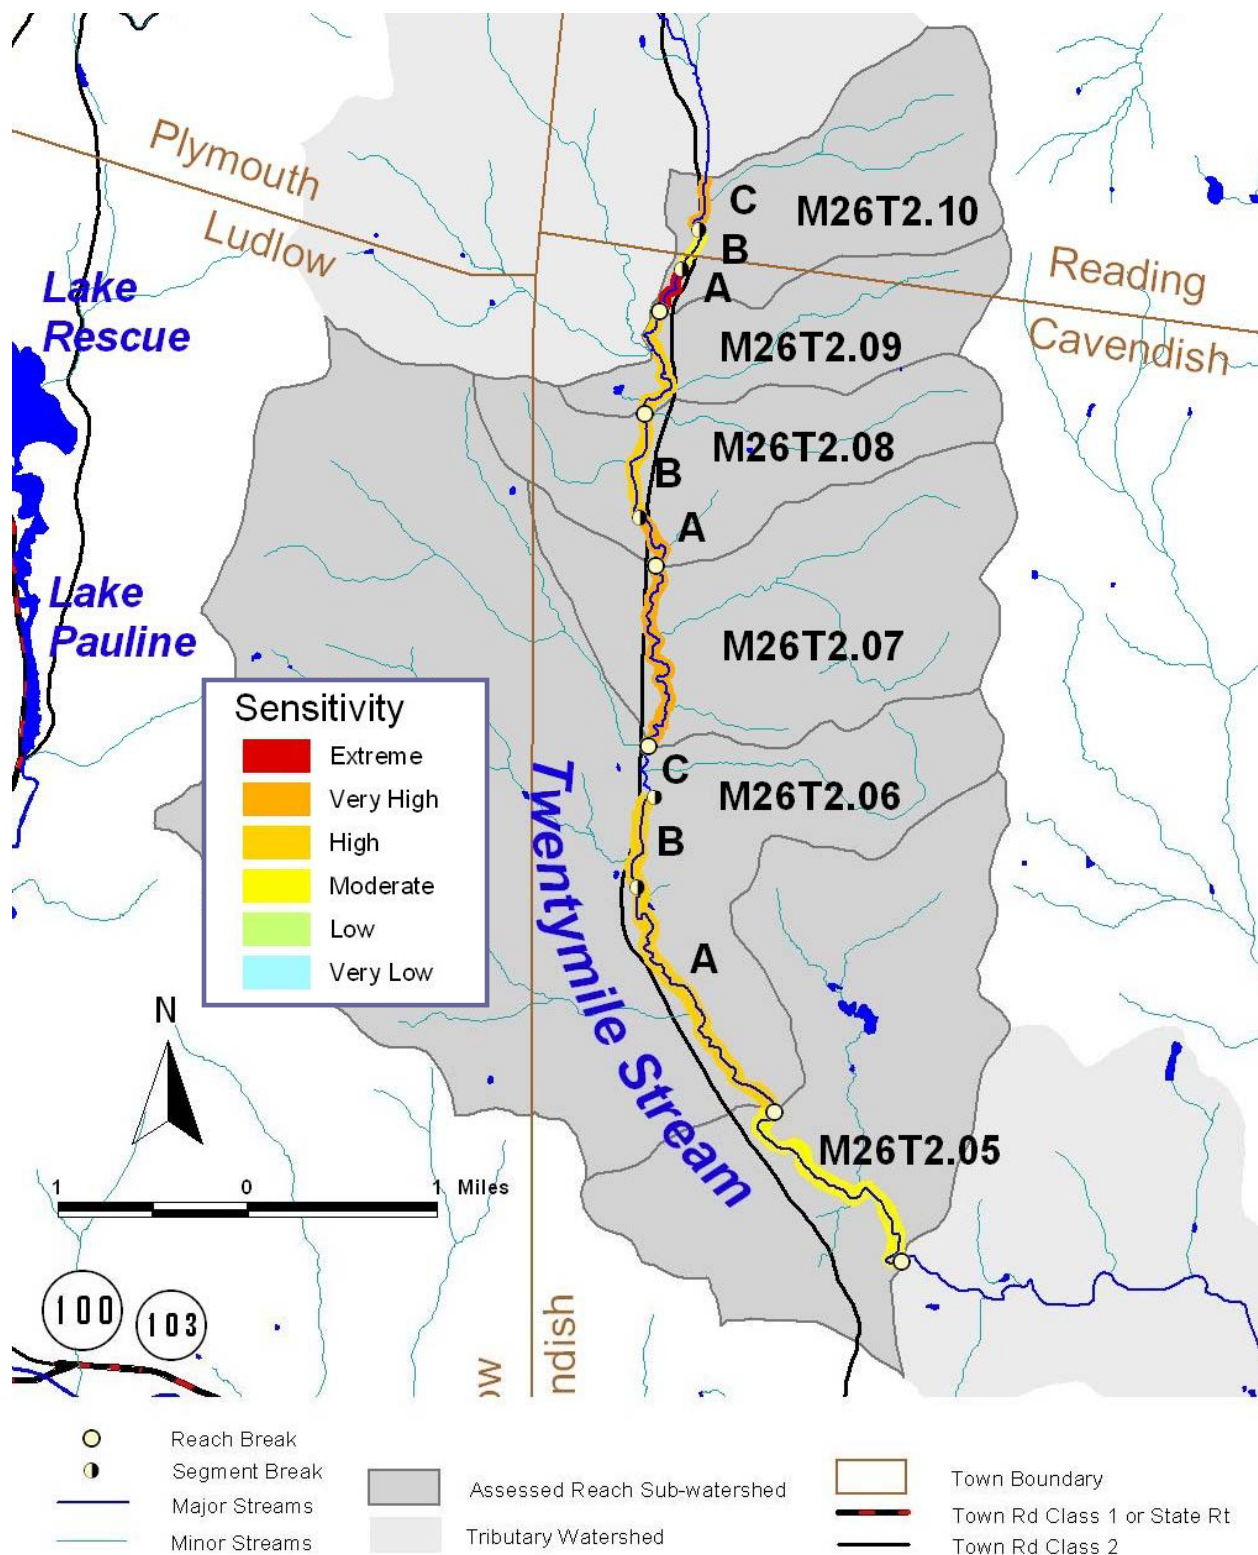 Plymouth
Ludlow
C
M26T2.10
B
A
Reading
Cavendish
Lake
Rescue
M26T2.09
M26T2.08
B
A
Lake
Pauline
M26T2.07
Sensitivity
Extreme
Very High
High
Moderate
Low
Very Low
C
M26T2.06
B
A
Twentymile Stream
N
M26T2.05
1 0 1 Miles
100
103
ow
ndish
Reach Break
Segment Break
Major Streams
Minor Streams
Assessed Reach Sub-watershed
Tributary Watershed
Town Boundary
Town Rd Class 1 or State Rt
Town Rd Class 2